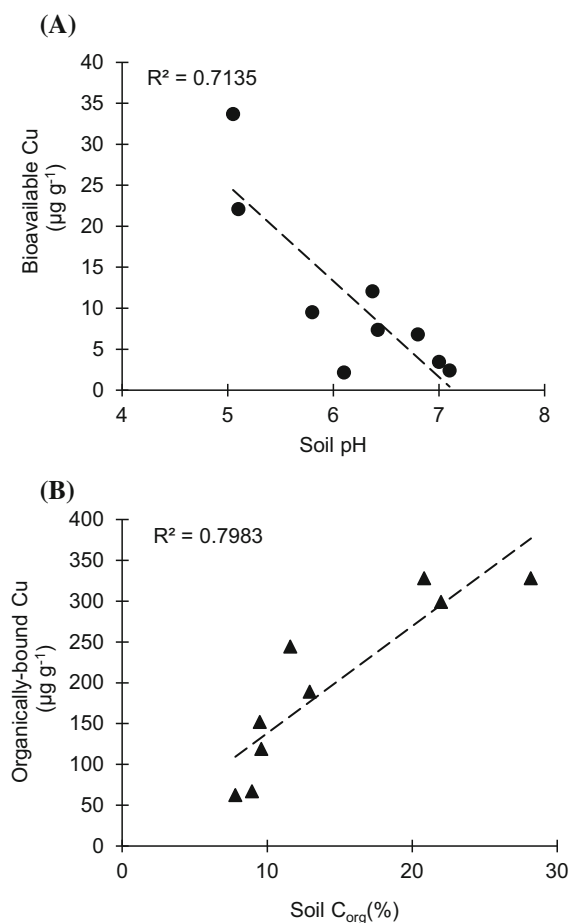 (A)
R² = 0.7135
40
35
30
25
20
15
10
5
0
Bioavailable Cu
(µg g⁻¹)
4 5 6 7 8
Soil pH
(B)
R² = 0.7983
400
350
300
250
200
150
100
50
0
Organically-bound Cu
(µg g⁻¹)
0 10 20 30
Soil Corg(%)